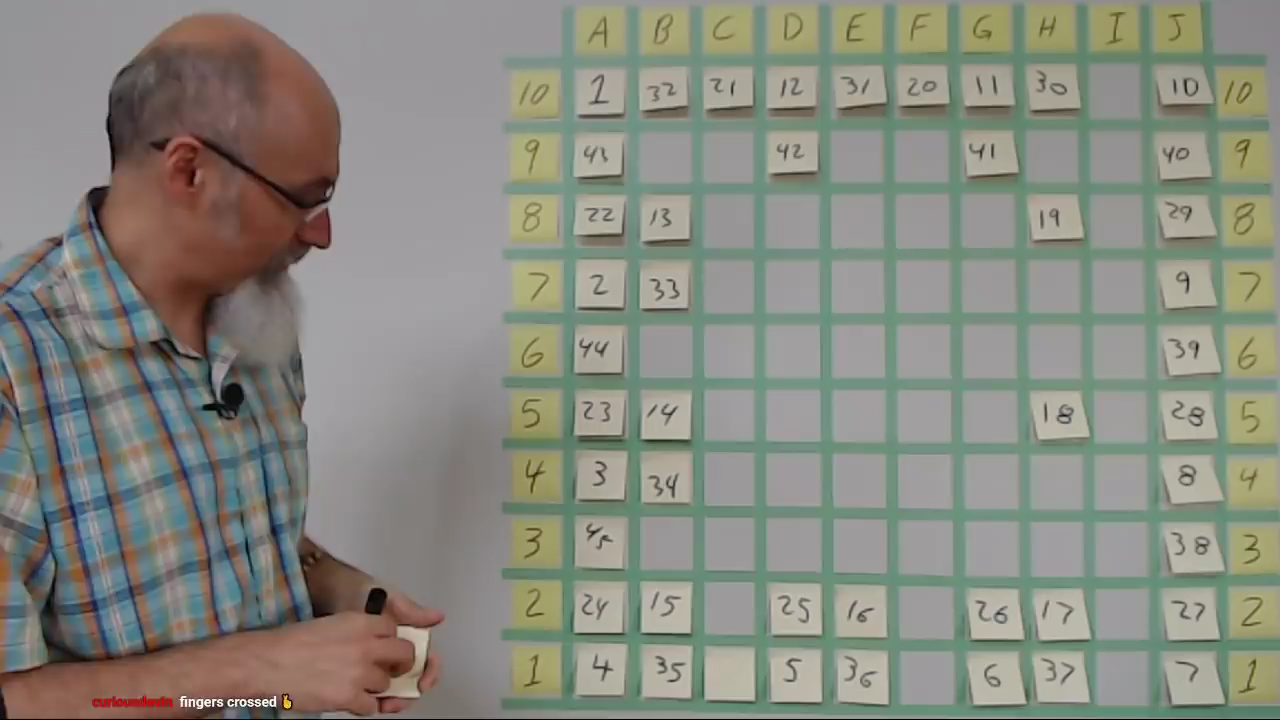 A B C D E F G H I J
10 1 32 21 12 31 20 11 30 10 10
9 43 42 41 40 9
8 22 13 19 29 8
7 2 33 9 7
6 44 39 6
5 23 14 18 28 5
4 3 34 8 4
3 45 38 3
2 24 15 25 16 26 17 27 2
1 4 35 5 36 6 37 7 1
fingers crossed 🤞